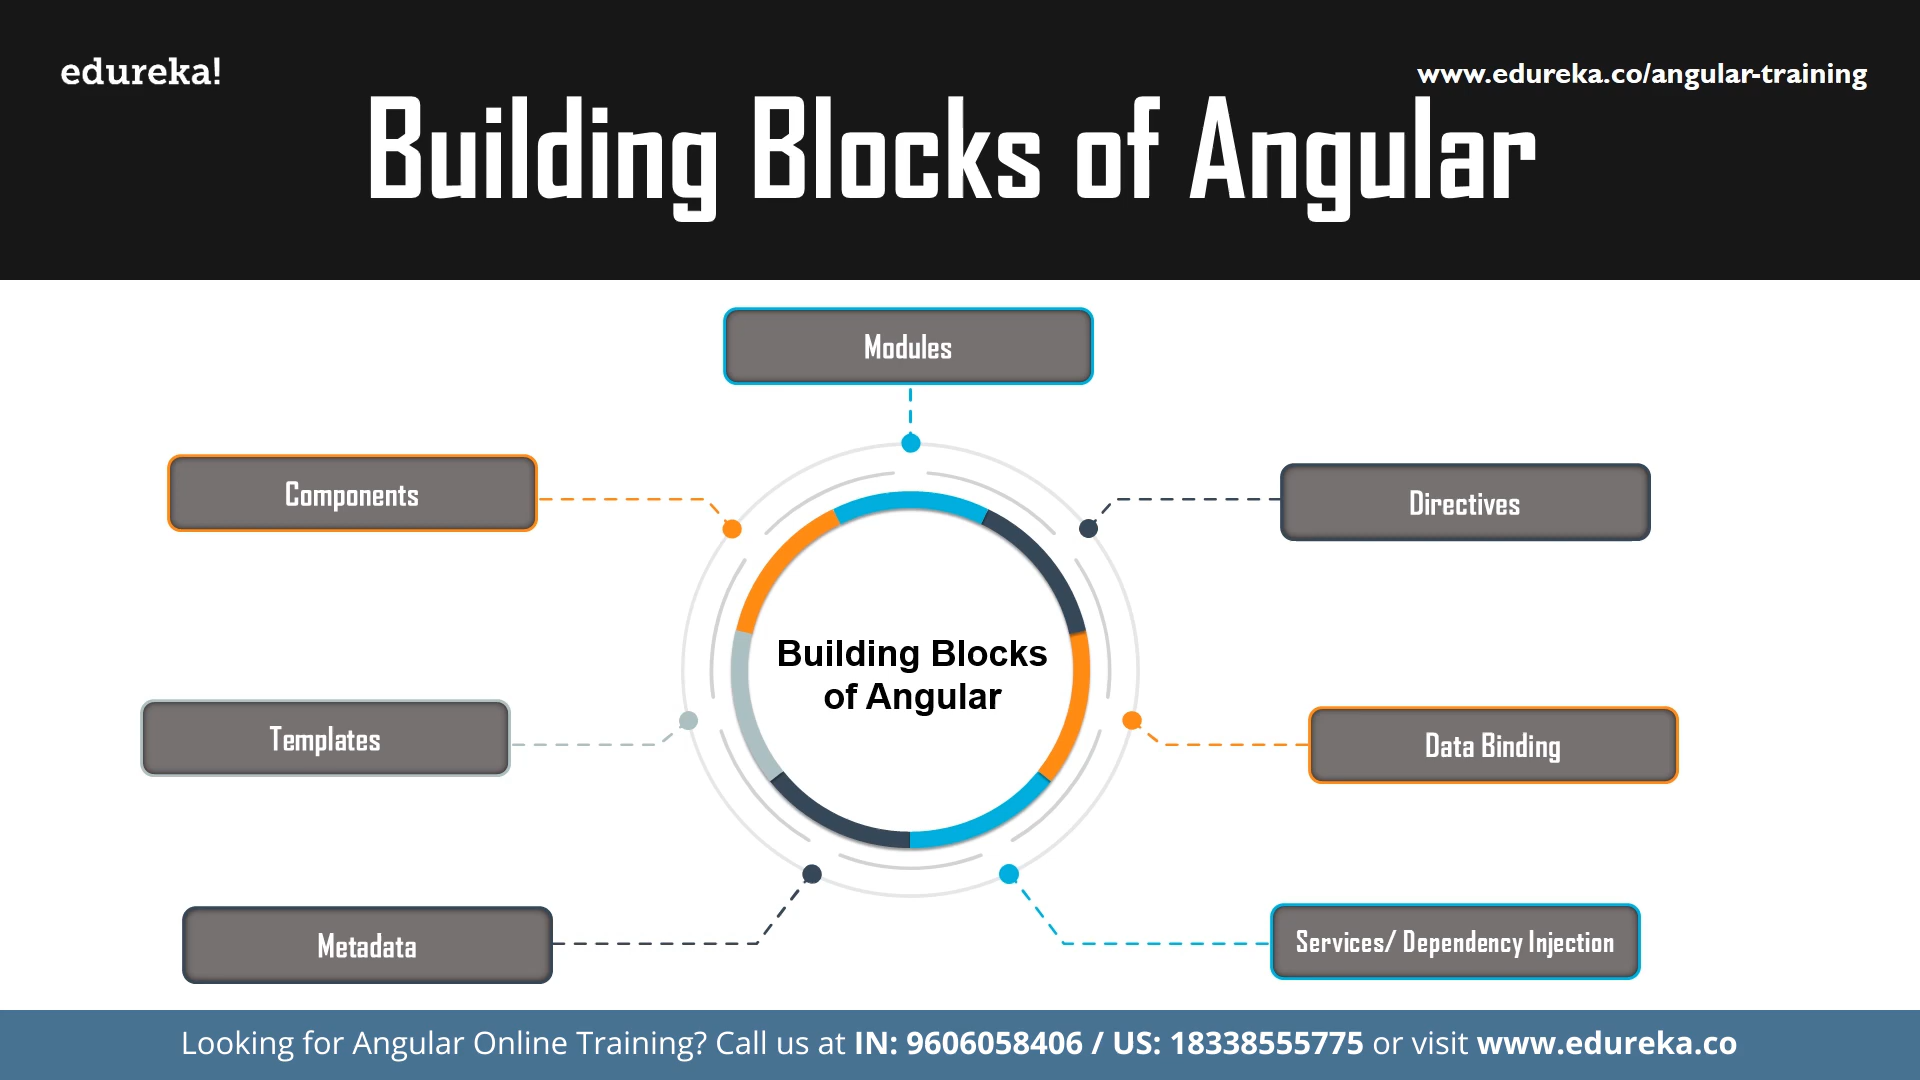 edureka!
www.edureka.co/angular-training
Building Blocks of Angular
Modules
Components
Directives
Building Blocks
of Angular
Templates
Data Binding
Metadata
Services/ Dependency Injection
Looking for Angular Online Training? Call us at IN: 9606058406 / US: 18338555775 or visit www.edureka.co